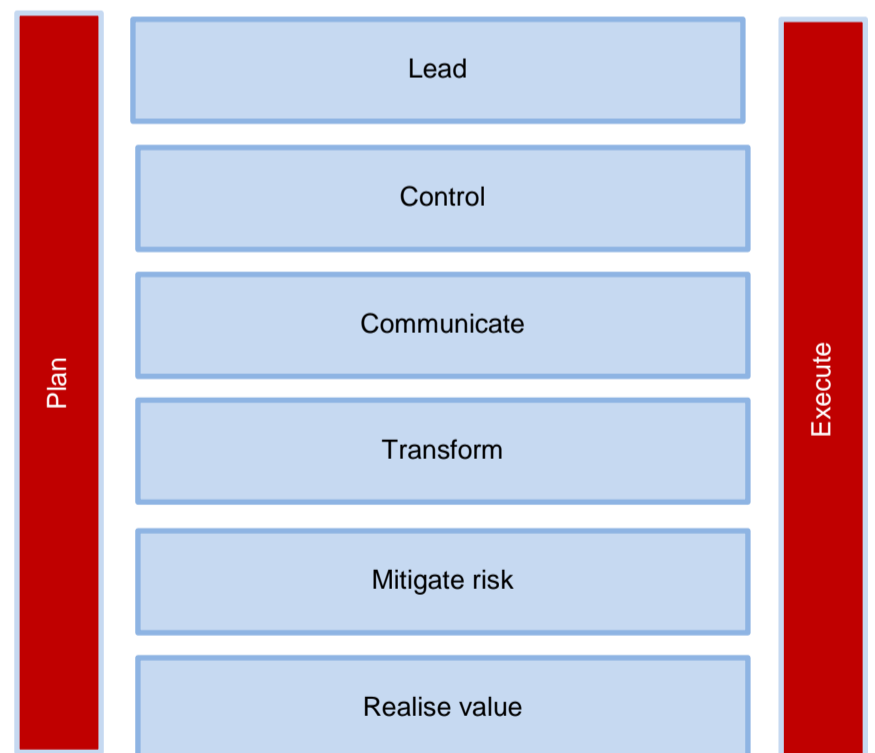 Plan
Lead
Control
Communicate
Transform
Mitigate risk
Realise value
Execute